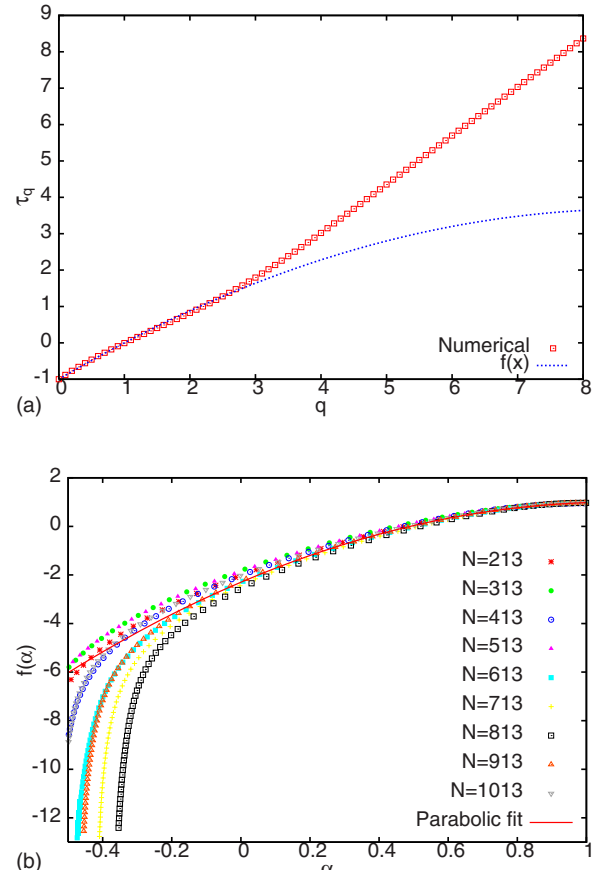 9
8
7
6
5
4
3
2
1
0
-1
τq
Numerical
f(x)
0 1 2 3 4 5 6 7 8
(a) q
2
0
-2
-4
-6
-8
-10
-12
f(α)
N=213
N=313
N=413
N=513
N=613
N=713
N=813
N=913
N=1013
Parabolic fit
-0.4 -0.2 0 0.2 0.4 0.6 0.8 1
(b) α